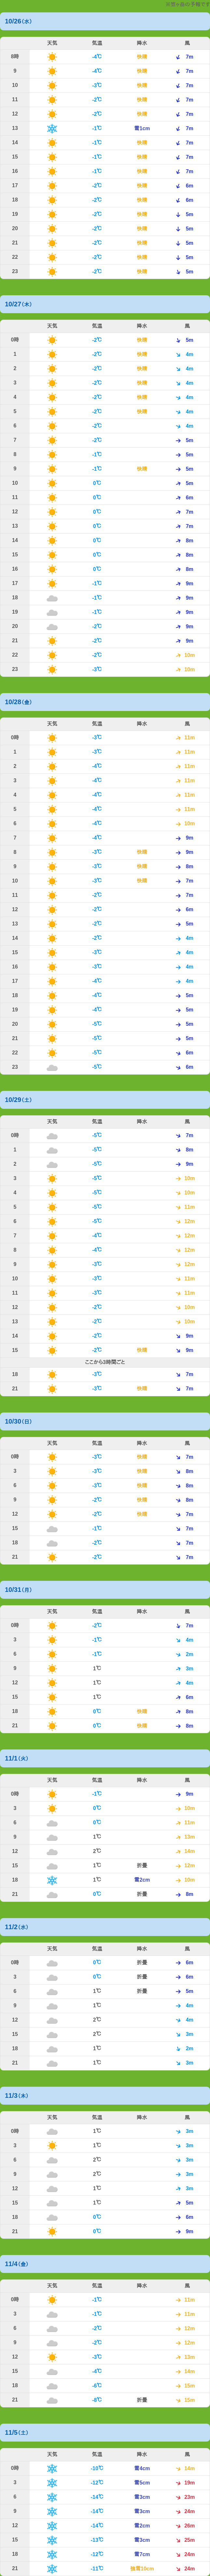 10/26(水)
天気 気温 降水 風
8時 -4℃ 快晴 7m
9 -4℃ 快晴 7m
10 -3℃ 快晴 7m
11 -2℃ 快晴 7m
12 -2℃ 快晴 7m
13 -1℃ 雪1cm 7m
14 -1℃ 快晴 7m
15 -1℃ 快晴 7m
16 -1℃ 快晴 7m
17 -2℃ 快晴 6m
18 -2℃ 快晴 6m
19 -2℃ 快晴 5m
20 -2℃ 快晴 5m
21 -2℃ 快晴 5m
22 -2℃ 快晴 5m
23 -2℃ 快晴 5m
10/27(木)
天気 気温 降水 風
0時 -2℃ 快晴 5m
1 -2℃ 快晴 4m
2 -2℃ 快晴 4m
3 -2℃ 快晴 4m
4 -2℃ 快晴 4m
5 -2℃ 快晴 4m
6 -2℃ 4m
7 -2℃ 5m
8 -1℃ 5m
9 -1℃ 快晴 5m
10 0℃ 5m
11 0℃ 6m
12 0℃ 7m
13 0℃ 7m
14 0℃ 8m
15 0℃ 8m
16 0℃ 8m
17 -1℃ 9m
18 -1℃ 9m
19 -1℃ 9m
20 -2℃ 9m
21 -2℃ 9m
22 -2℃ 10m
23 -3℃ 10m
10/28(金)
天気 気温 降水 風
0時 -3℃ 11m
1 -3℃ 11m
2 -4℃ 11m
3 -4℃ 11m
4 -4℃ 11m
5 -4℃ 11m
6 -4℃ 10m
7 -4℃ 9m
8 -3℃ 快晴 9m
9 -3℃ 快晴 8m
10 -3℃ 快晴 7m
11 -2℃ 7m
12 -2℃ 6m
13 -2℃ 5m
14 -2℃ 4m
15 -3℃ 4m
16 -3℃ 4m
17 -4℃ 4m
18 -4℃ 5m
19 -4℃ 5m
20 -5℃ 5m
21 -5℃ 5m
22 -5℃ 6m
23 -5℃ 6m
10/29(土)
天気 気温 降水 風
0時 -5℃ 7m
1 -5℃ 8m
2 -5℃ 9m
3 -5℃ 10m
4 -5℃ 10m
5 -5℃ 11m
6 -5℃ 12m
7 -4℃ 12m
8 -4℃ 12m
9 -3℃ 12m
10 -3℃ 11m
11 -3℃ 11m
12 -2℃ 10m
13 -2℃ 10m
14 -2℃ 9m
15 -2℃ 快晴 9m
ここから3時間ごと
18 -3℃ 7m
21 -3℃ 快晴 7m
10/30(日)
天気 気温 降水 風
0時 -3℃ 快晴 7m
3 -3℃ 快晴 8m
6 -3℃ 快晴 8m
9 -2℃ 快晴 8m
12 -2℃ 快晴 7m
15 -1℃ 7m
18 -2℃ 7m
21 -2℃ 7m
10/31(月)
天気 気温 降水 風
0時 -2℃ 7m
3 -1℃ 4m
6 -1℃ 2m
9 1℃ 3m
12 1℃ 4m
15 1℃ 6m
18 0℃ 快晴 8m
21 0℃ 快晴 8m
11/1(火)
天気 気温 降水 風
0時 -1℃ 9m
3 0℃ 10m
6 0℃ 11m
9 1℃ 13m
12 2℃ 14m
15 1℃ 12m
18 1℃ 雪2cm 10m
21 0℃ 8m
11/2(水)
天気 気温 降水 風
0時 0℃ 6m
3 0℃ 6m
6 1℃ 5m
9 1℃ 4m
12 2℃ 4m
15 2℃ 3m
18 1℃ 2m
21 1℃ 3m
11/3(木)
天気 気温 降水 風
0時 1℃ 3m
3 1℃ 3m
6 2℃ 3m
9 2℃ 3m
12 1℃ 3m
15 1℃ 5m
18 0℃ 6m
21 0℃ 9m
11/4(金)
天気 気温 降水 風
0時 -1℃ 11m
3 -1℃ 11m
6 -2℃ 12m
9 -2℃ 12m
12 -3℃ 13m
15 -4℃ 14m
18 -6℃ 15m
21 -8℃ 15m
11/5(土)
天気 気温 降水 風
0時 -10℃ 雪4cm 14m
3 -12℃ 雪5cm 19m
6 -14℃ 雪3cm 23m
9 -14℃ 雪3cm 24m
12 -14℃ 雪2cm 26m
15 -13℃ 雪3cm 25m
18 -12℃ 雪7cm 24m
21 -11℃ 24m